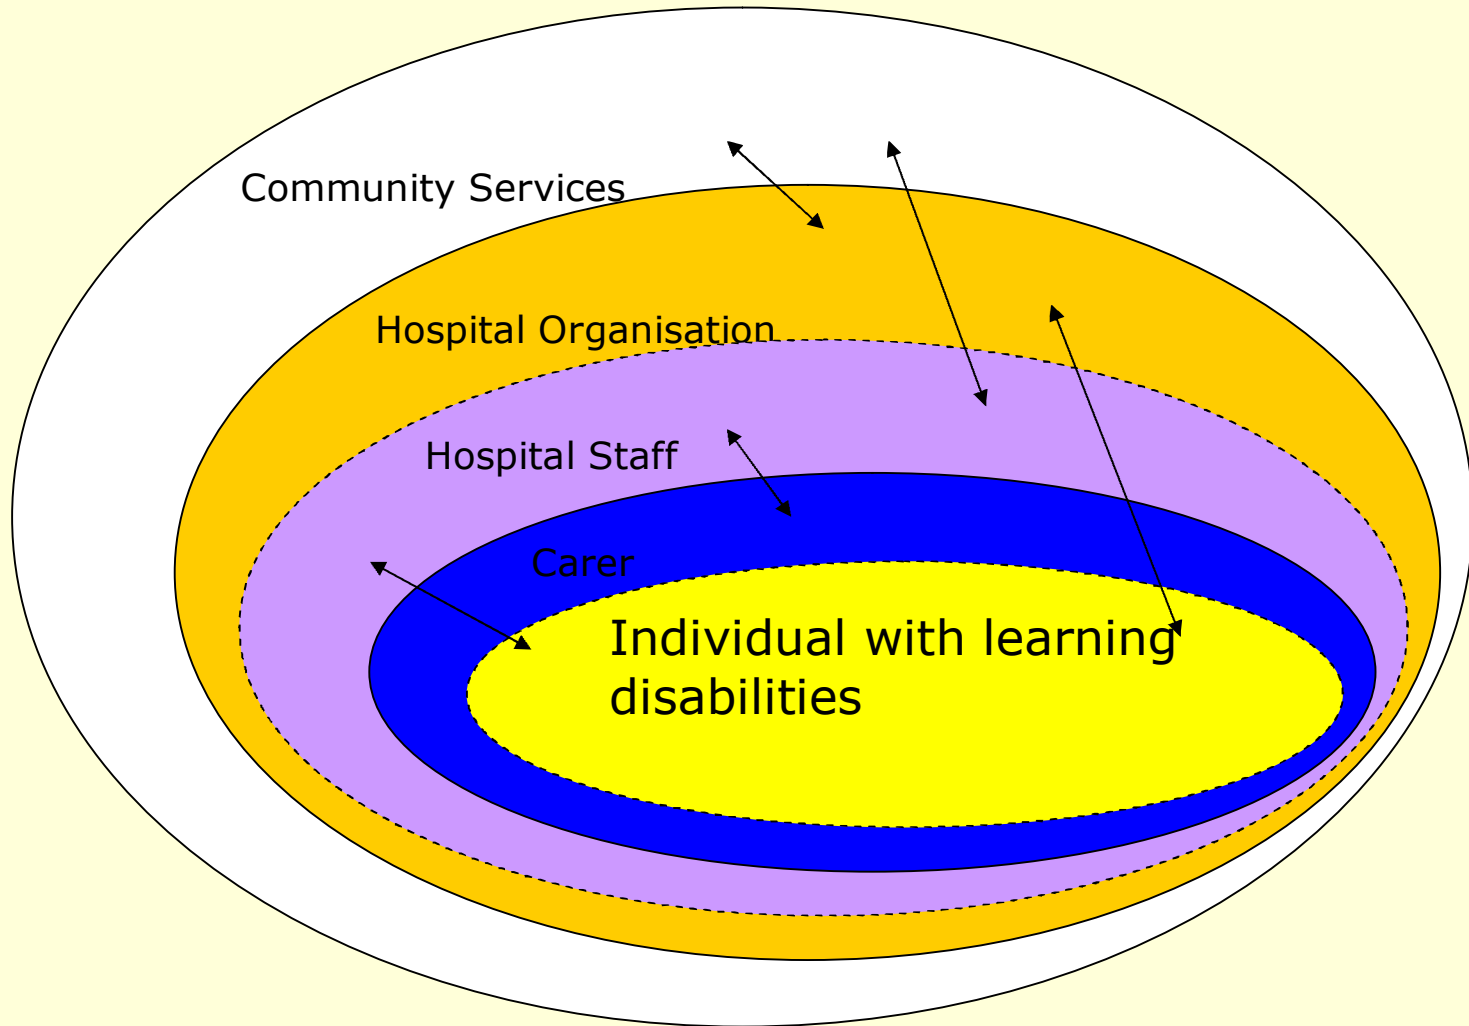 Community Services
Hospital Organisation
Hospital Staff
Carer
Individual with learning
disabilities